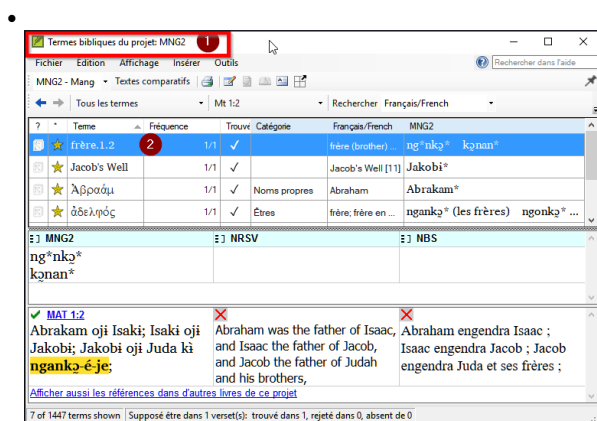 Termes bibliques du projet: MNG2 1
Fichier Edition Affichage Insérer Outils Rechercher dans l'aide
MNG2 - Mang Textes comparatifs
Tous les termes Mt 1:2 Rechercher Français/French
? * Terme Fréquence Trouvé Catégorie Français/French MNG2
frère.1.2 2 1/1 ✓ frère (brother) ... ng*nkə* kənan*
Jacob's Well 1/1 ✓ Jacob's Well [11] Jakobi*
Ἀβραάμ 1/1 ✓ Noms propres Abraham Abrakam*
ἀδελφός 1/1 ✓ Êtres frère; frère en ... ngankə* (les frères) ngonkə* ...
MNG2 NRSV NBS
ng*nkə*
kənan*
MAT 1:2
Abrakam oji Isaki; Isaki oji
Jakobi; Jakobi oji Juda kì
ngankə-é-je;
Abraham was the father of Isaac,
and Isaac the father of Jacob,
and Jacob the father of Judah
and his brothers,
Abraham engendra Isaac ;
Isaac engendra Jacob ; Jacob
engendra Juda et ses frères ;
Afficher aussi les références dans d'autres livres de ce projet
7 of 1447 terms shown Supposé être dans 1 verset(s): trouvé dans 1, rejeté dans 0, absent de 0